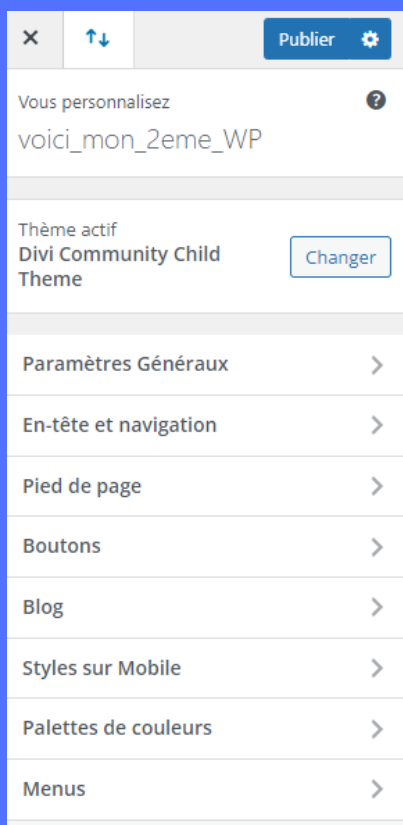 Publier
Vous personnalisez
voici_mon_2eme_WP
Thème actif
Divi Community Child
Theme
Changer
Paramètres Généraux
En-tête et navigation
Pied de page
Boutons
Blog
Styles sur Mobile
Palettes de couleurs
Menus